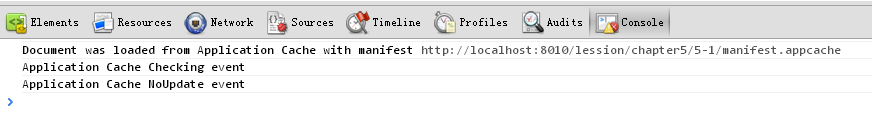 Elements Resources Network Sources Timeline Profiles Audits Console
Document was loaded from Application Cache with manifest http://localhost:8010/lession/chapter5/5-1/manifest.appcache
Application Cache Checking event
Application Cache NoUpdate event
>